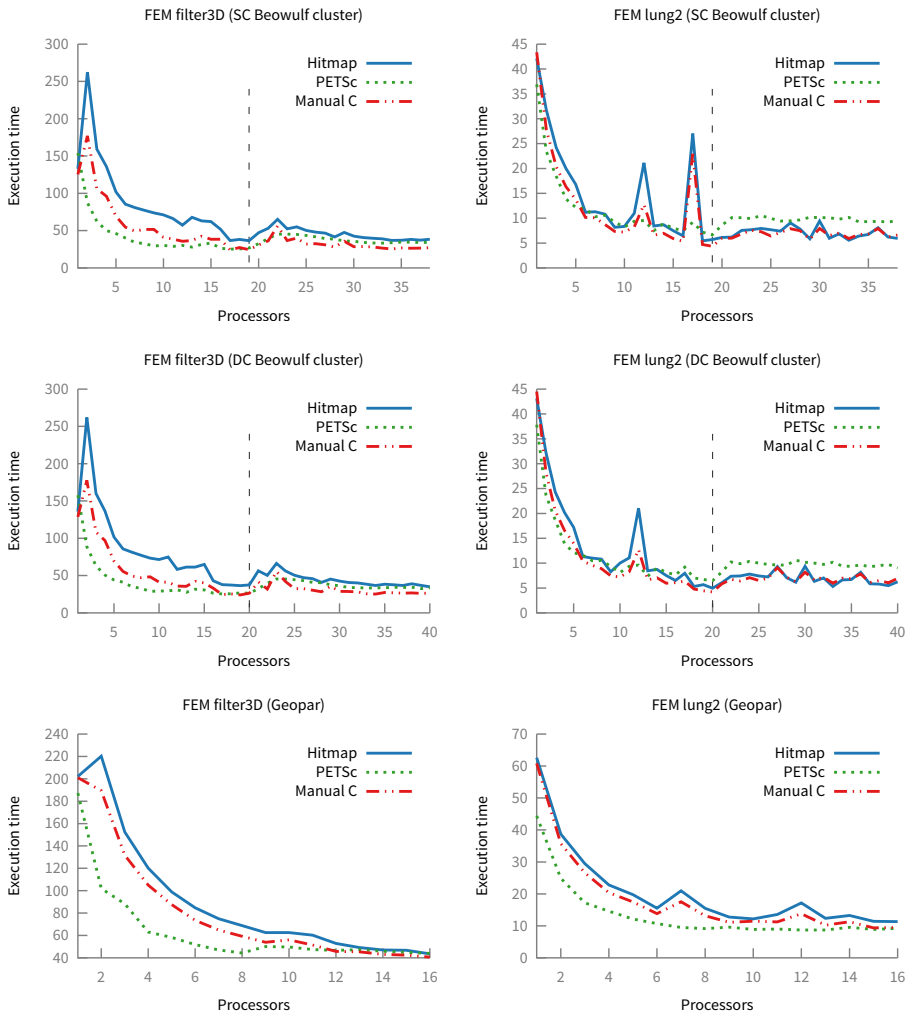 FEM filter3D (SC Beowulf cluster)
300
250
200
150
100
50
0
5 10 15 20 25 30 35
Execution time
Processors
Hitmap
PETSc
Manual C
FEM lung2 (SC Beowulf cluster)
45
40
35
30
25
20
15
10
5
0
5 10 15 20 25 30 35
Execution time
Processors
Hitmap
PETSc
Manual C
FEM filter3D (DC Beowulf cluster)
300
250
200
150
100
50
0
5 10 15 20 25 30 35 40
Execution time
Processors
Hitmap
PETSc
Manual C
FEM lung2 (DC Beowulf cluster)
45
40
35
30
25
20
15
10
5
0
5 10 15 20 25 30 35 40
Execution time
Processors
Hitmap
PETSc
Manual C
FEM filter3D (Geopar)
240
220
200
180
160
140
120
100
80
60
40
2 4 6 8 10 12 14 16
Execution time
Processors
Hitmap
PETSc
Manual C
FEM lung2 (Geopar)
70
60
50
40
30
20
10
0
2 4 6 8 10 12 14 16
Execution time
Processors
Hitmap
PETSc
Manual C